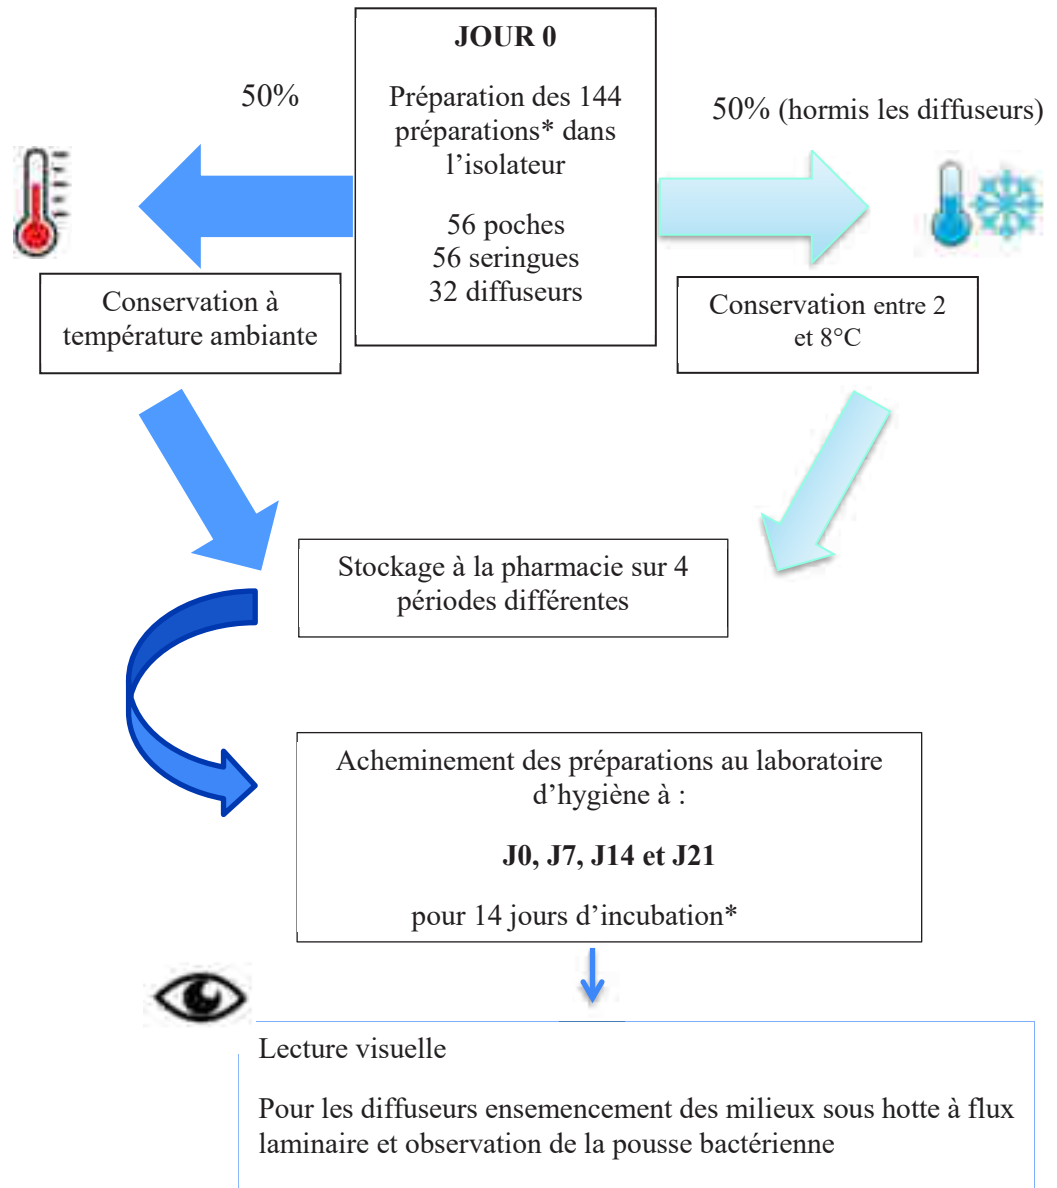 JOUR 0
Préparation des 144
préparations* dans
l’isolateur
56 poches
56 seringues
32 diffuseurs
50%
50% (hormis les diffuseurs)
Conservation à
température ambiante
Conservation entre 2
et 8°C
Stockage à la pharmacie sur 4
périodes différentes
Acheminement des préparations au laboratoire
d’hygiène à :
J0, J7, J14 et J21
pour 14 jours d’incubation*
Lecture visuelle
Pour les diffuseurs ensemencement des milieux sous hotte à flux
laminaire et observation de la pousse bactérienne